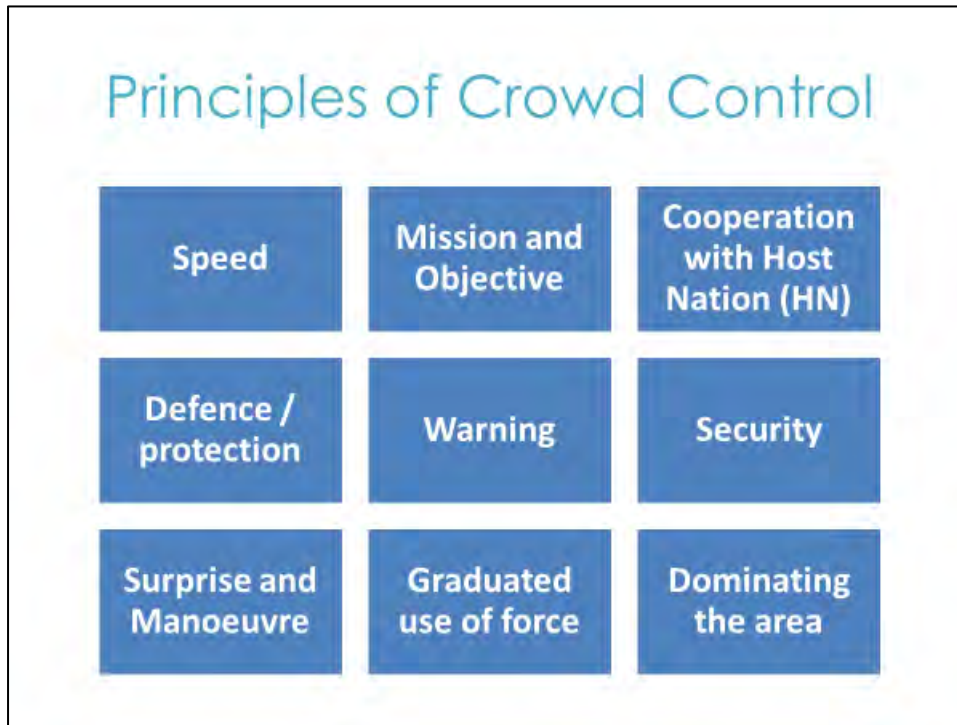 Principles of Crowd Control
Speed
Mission and
Objective
Cooperation
with Host
Nation (HN)
Defence /
protection
Warning
Security
Surprise and
Manoeuvre
Graduated
use of force
Dominating
the area